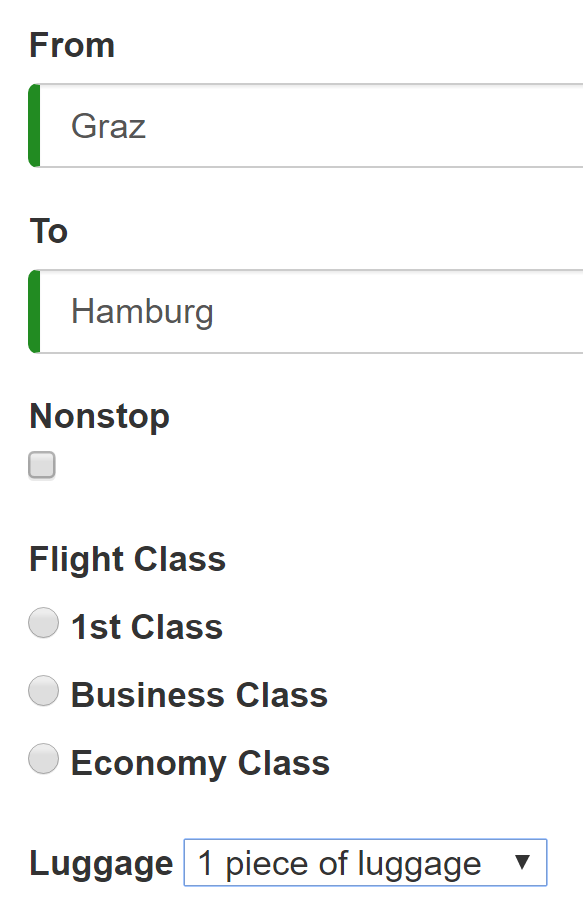 From
Graz
To
Hamburg
Nonstop
Flight Class
1st Class
Business Class
Economy Class
Luggage 1 piece of luggage